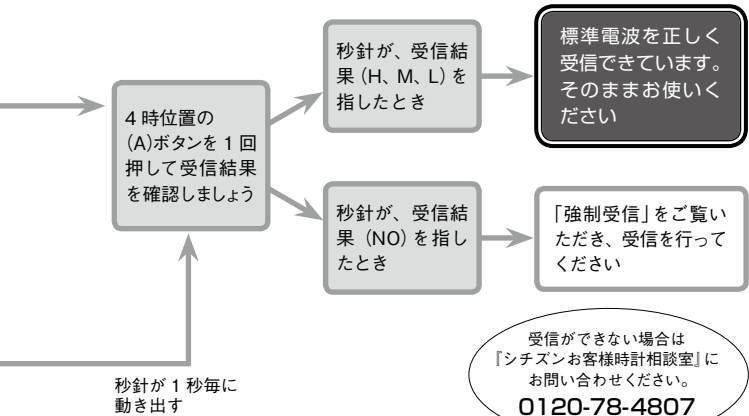 4 時位置の
(A)ボタンを 1 回
押して受信結果
を確認しましょう
秒針が、受信結
果（H、M、L）を
指したとき
標準電波を正しく
受信できています。
そのままお使いく
ださい
秒針が、受信結
果（NO）を指し
たとき
「強制受信」をご覧い
ただき、受信を行って
ください
秒針が 1 秒毎に
動き出す
受信ができない場合は
『シチズンお客様時計相談室』に
お問い合わせください。
0120-78-4807